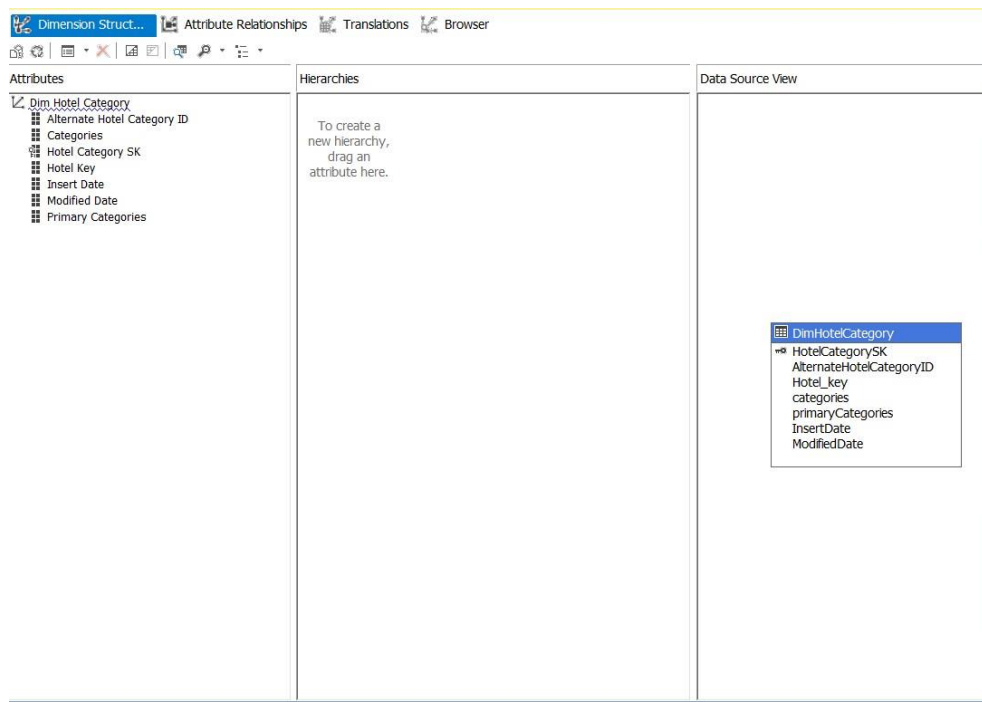 Dimension Struct... Attribute Relationships Translations Browser
Attributes
Dim Hotel Category
Alternate Hotel Category ID
Categories
Hotel Category SK
Hotel Key
Insert Date
Modified Date
Primary Categories
Hierarchies
To create a
new hierarchy,
drag an
attribute here.
Data Source View
DimHotelCategory
HotelCategorySK
AlternateHotelCategoryID
Hotel_key
categories
primaryCategories
InsertDate
ModifiedDate